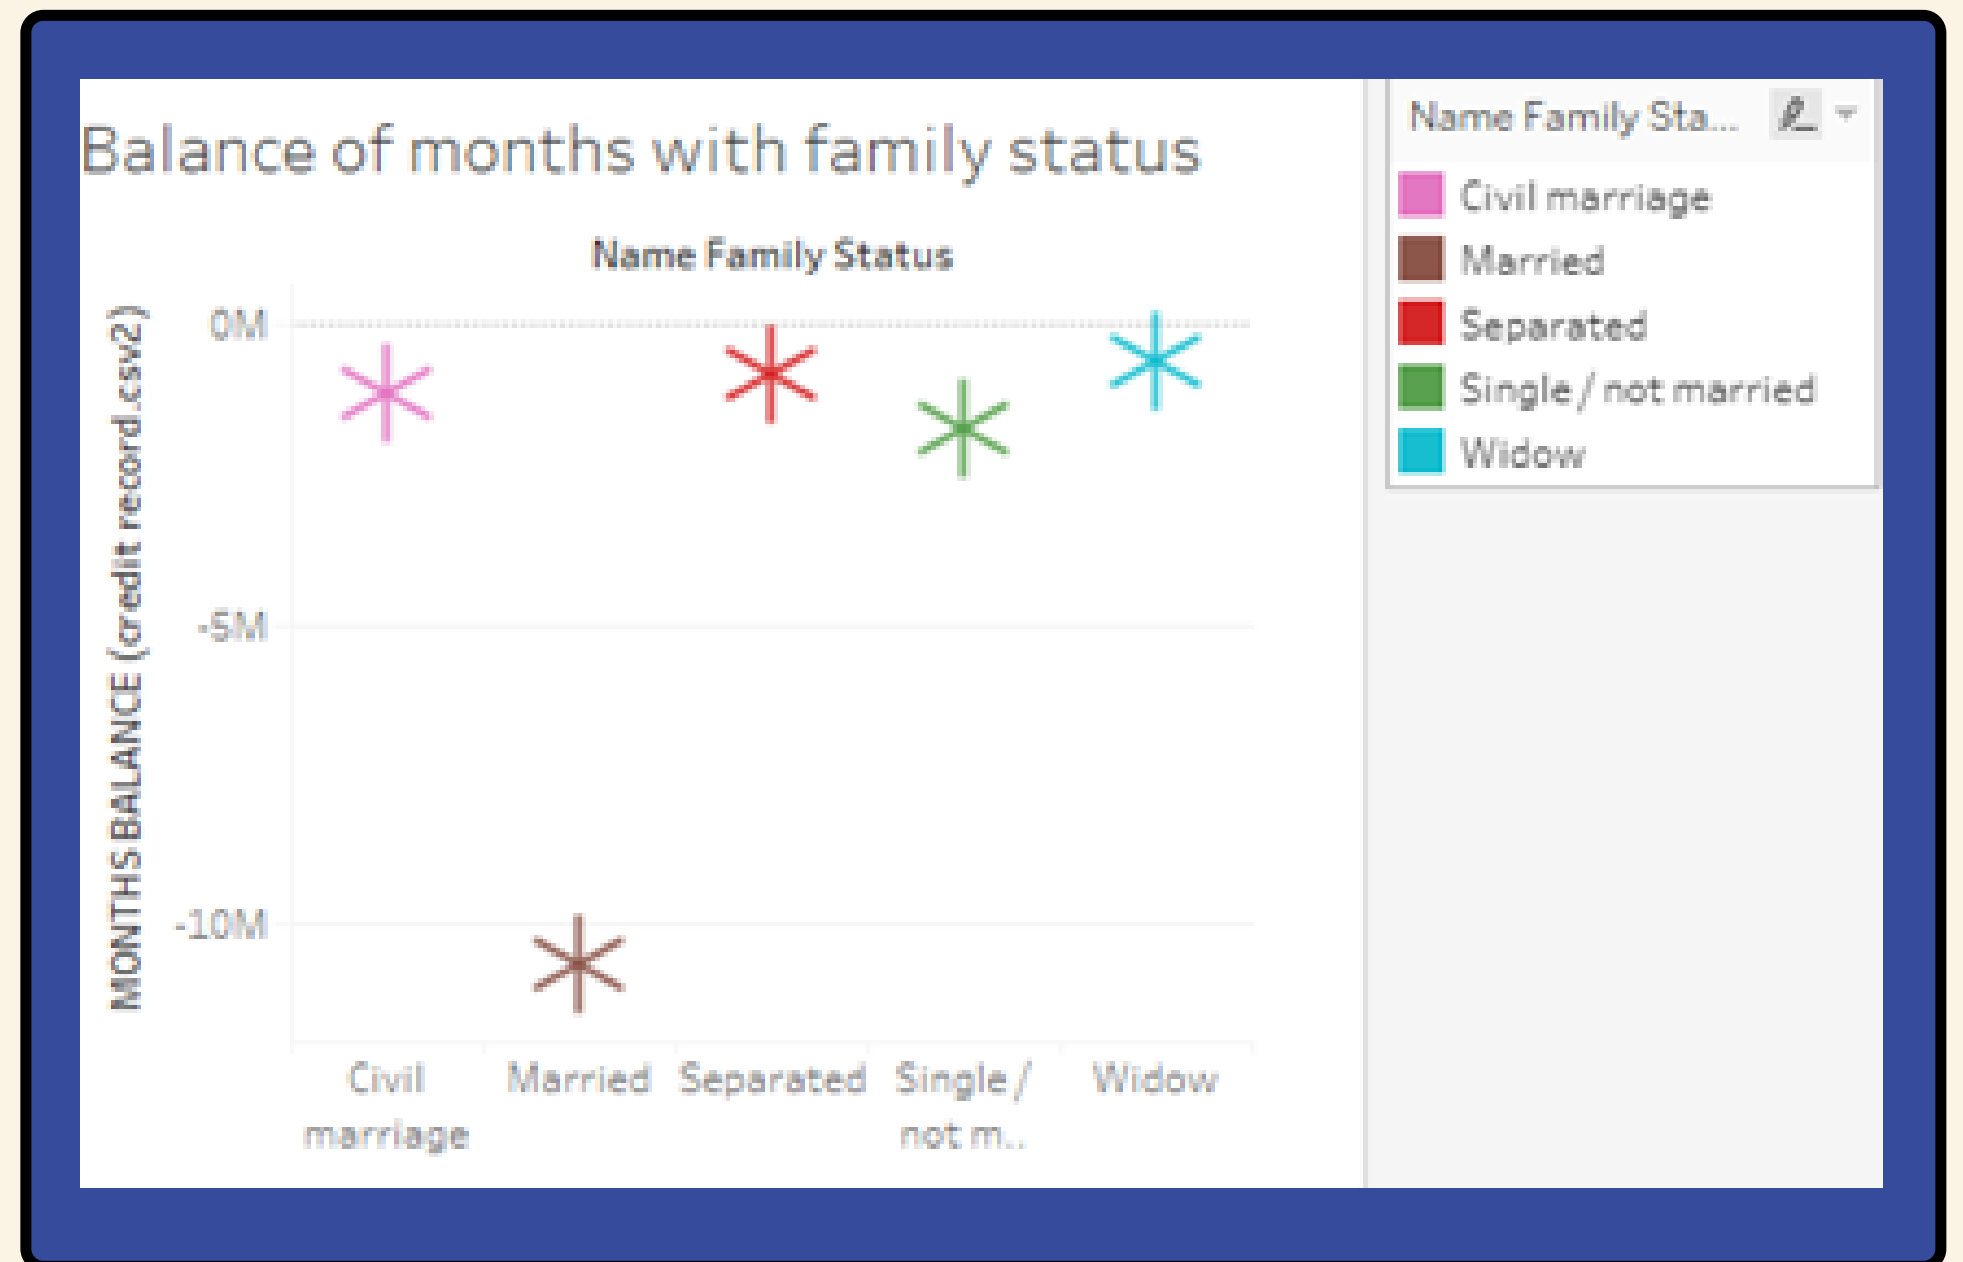 Balance of months with family status
Name Family Status
MONTHS BALANCE (credit record.csv2)
0M
-5M
-10M
Civil marriage
Married
Separated
Single / not m..
Widow
Name Family Sta...
Civil marriage
Married
Separated
Single / not married
Widow